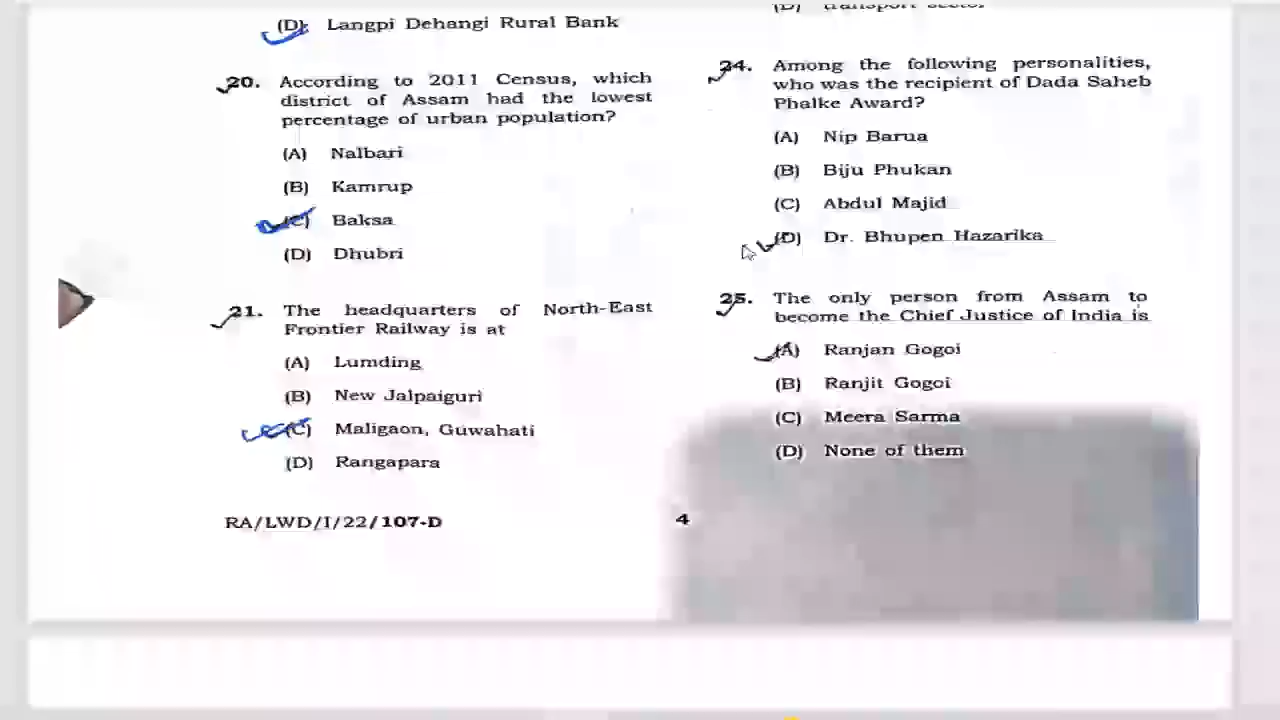 (D) Langpi Dehangi Rural Bank
20. According to 2011 Census, which
district of Assam had the lowest
percentage of urban population?
(A) Nalbari
(B) Kamrup
(C) Baksa
(D) Dhubri
21. The headquarters of North-East
Frontier Railway is at
(A) Lumding
(B) New Jalpaiguri
(C) Maligaon, Guwahati
(D) Rangapara
(D) transport sector
24. Among the following personalities,
who was the recipient of Dada Saheb
Phalke Award?
(A) Nip Barua
(B) Biju Phukan
(C) Abdul Majid
(D) Dr. Bhupen Hazarika
25. The only person from Assam to
become the Chief Justice of India is
(A) Ranjan Gogoi
(B) Ranjit Gogoi
(C) Meera Sarma
(D) None of them
RA/LWD/I/22/107-D
4